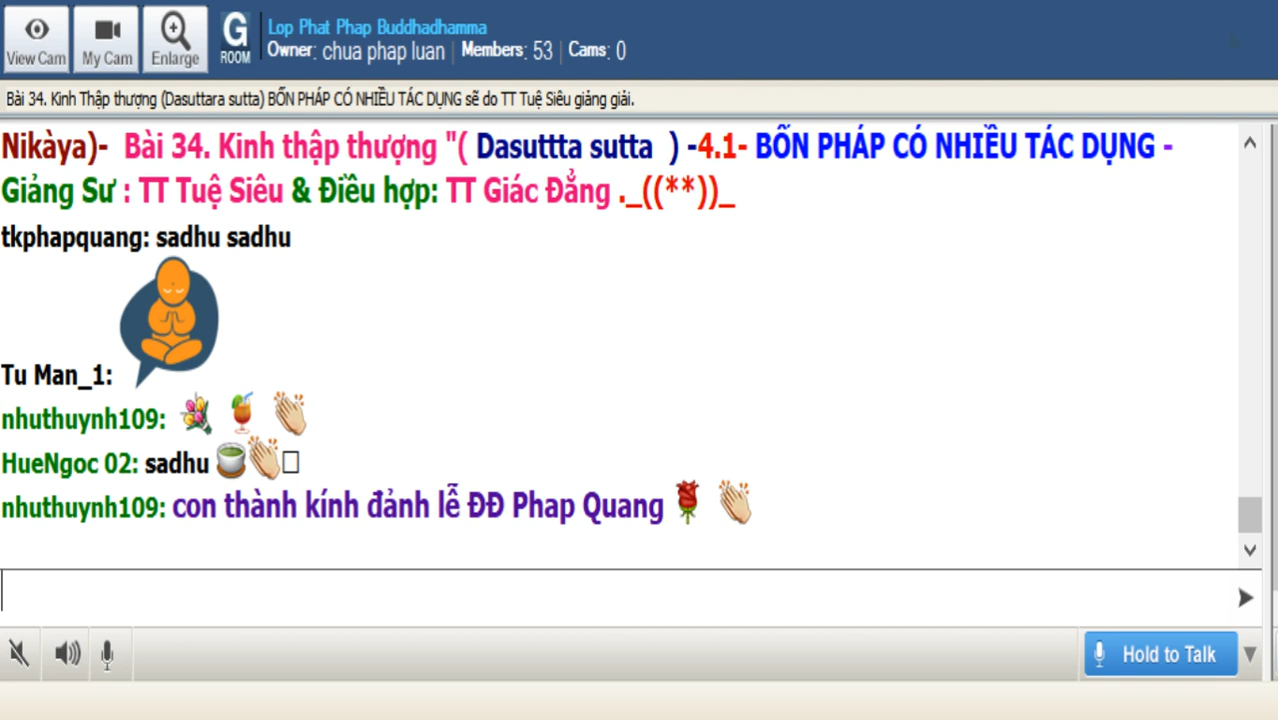 View Cam
My Cam
Enlarge
G
ROOM
Lop Phat Phap Buddhadhamma
Owner: chua phap luan | Members: 53 | Cams: 0
Bài 34. Kinh Thập thượng (Dasuttara sutta) BỐN PHÁP CÓ NHIỀU TÁC DỤNG sẽ do TT Tuệ Siêu giảng giải.
Nikàya)- Bài 34. Kinh thập thượng "( Dasuttta sutta ) -4.1- BỐN PHÁP CÓ NHIỀU TÁC DỤNG -
Giảng Sư : TT Tuệ Siêu & Điều hợp: TT Giác Đẳng ._((**))_
tkphapquang: sadhu sadhu
Tu Man_1:
nhuthuynh109:
HueNgoc 02: sadhu
nhuthuynh109: con thành kính đảnh lễ ĐĐ Phap Quang
Hold to Talk